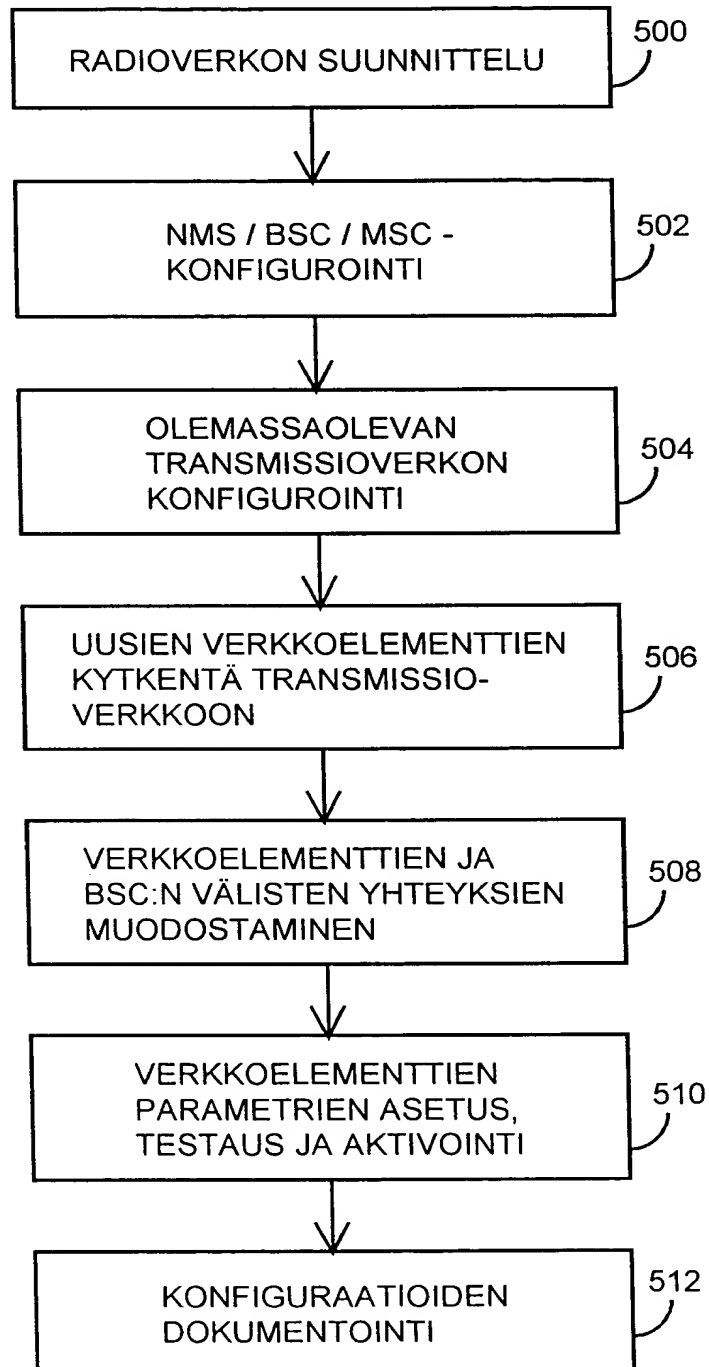 RADIOVERKON SUUNNITTELU
500
NMS / BSC / MSC -
KONFIGUROINTI
502
OLEMASSAOLEVAN
TRANSMISSIOVERKON
KONFIGUROINTI
504
UUSIEN VERKKOELEMENTTIEN
KYTKENTÄ TRANSMISSIO-
VERKKOON
506
VERKKOELEMENTTIEN JA
BSC:N VÄLISTEN YHTEYKSIEN
MUODOSTAMINEN
508
VERKKOELEMENTTIEN
PARAMETRIEN ASETUS,
TESTAUS JA AKTIVOINTI
510
KONFIGURAATIOIDEN
DOKUMENTOINTI
512